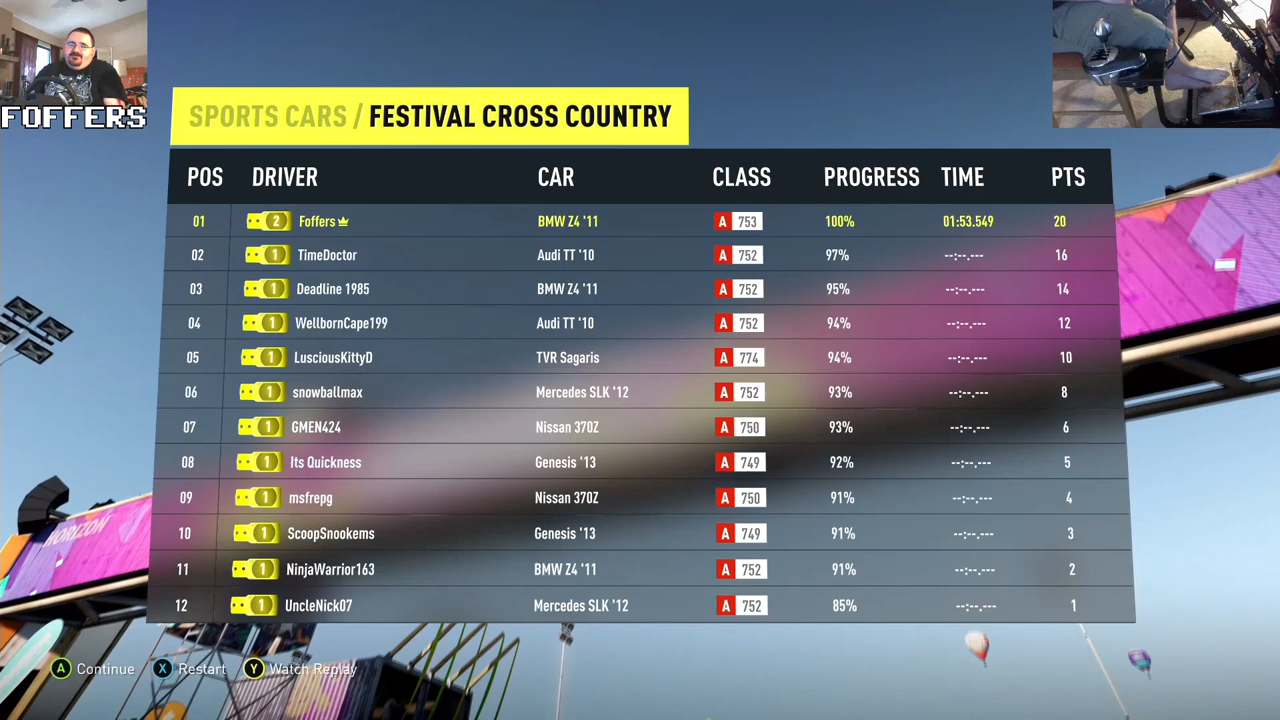 FOFFERS
SPORTS CARS / FESTIVAL CROSS COUNTRY
POS DRIVER CAR CLASS PROGRESS TIME PTS
01 2 Foffers BMW Z4 '11 A 753 100% 01:53.549 20
02 1 TimeDoctor Audi TT '10 A 752 97% --:--.--- 16
03 1 Deadline 1985 BMW Z4 '11 A 752 95% --:--.--- 14
04 1 WellbornCape199 Audi TT '10 A 752 94% --:--.--- 12
05 1 LusciousKittyD TVR Sagaris A 774 94% --:--.--- 10
06 1 snowballmax Mercedes SLK '12 A 752 93% --:--.--- 8
07 1 GMEN424 Nissan 370Z A 750 93% --:--.--- 6
08 1 Its Quickness Genesis '13 A 749 92% --:--.--- 5
09 1 msfrepg Nissan 370Z A 750 91% --:--.--- 4
10 1 ScoopSnookems Genesis '13 A 749 91% --:--.--- 3
11 1 NinjaWarrior163 BMW Z4 '11 A 752 91% --:--.--- 2
12 1 UncleNick07 Mercedes SLK '12 A 752 85% --:--.--- 1
HORIZON
A Continue X Restart Y Watch Replay